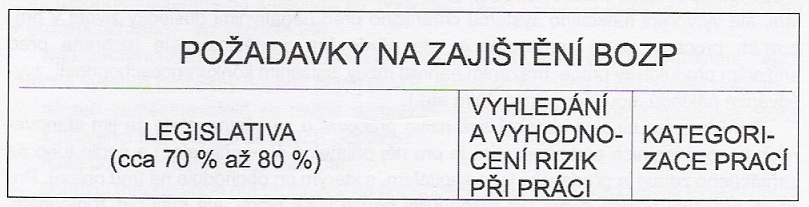 POŽADAVKY NA ZAJIŠTĚNÍ BOZP
LEGISLATIVA
(cca 70 % až 80 %)
VYHLEDÁNÍ
A VYHODNO-
CENÍ RIZIK
PŘI PRÁCI
KATEGORI-
ZACE PRACÍ